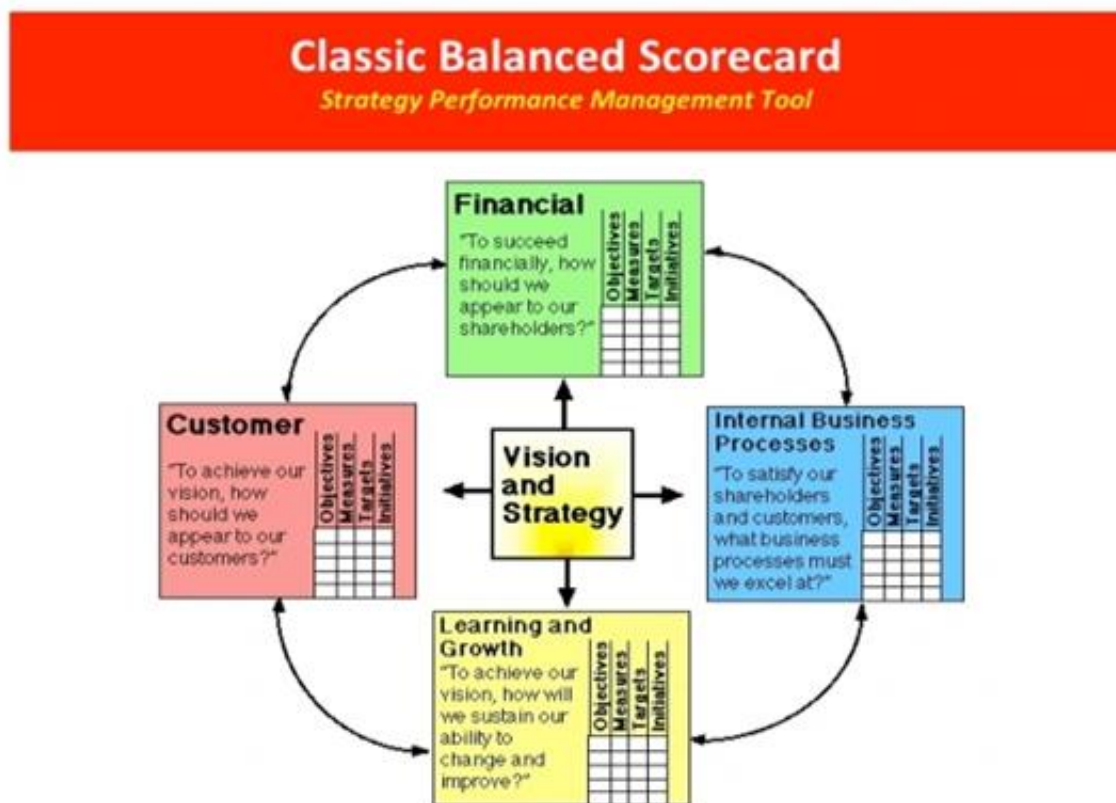 Classic Balanced Scorecard
Strategy Performance Management Tool
Financial
"To succeed
financially, how
should we
appear to our
shareholders?"
Objectives
Measures
Targets
Initiatives
Customer
"To achieve our
vision, how
should we
appear to our
customers?"
Objectives
Measures
Targets
Initiatives
Vision
and
Strategy
Internal Business
Processes
"To satisfy our
shareholders
and customers,
what business
processes must
we excel at?"
Objectives
Measures
Targets
Initiatives
Learning and
Growth
"To achieve our
vision, how will
we sustain our
ability to
change and
improve?"
Objectives
Measures
Targets
Initiatives